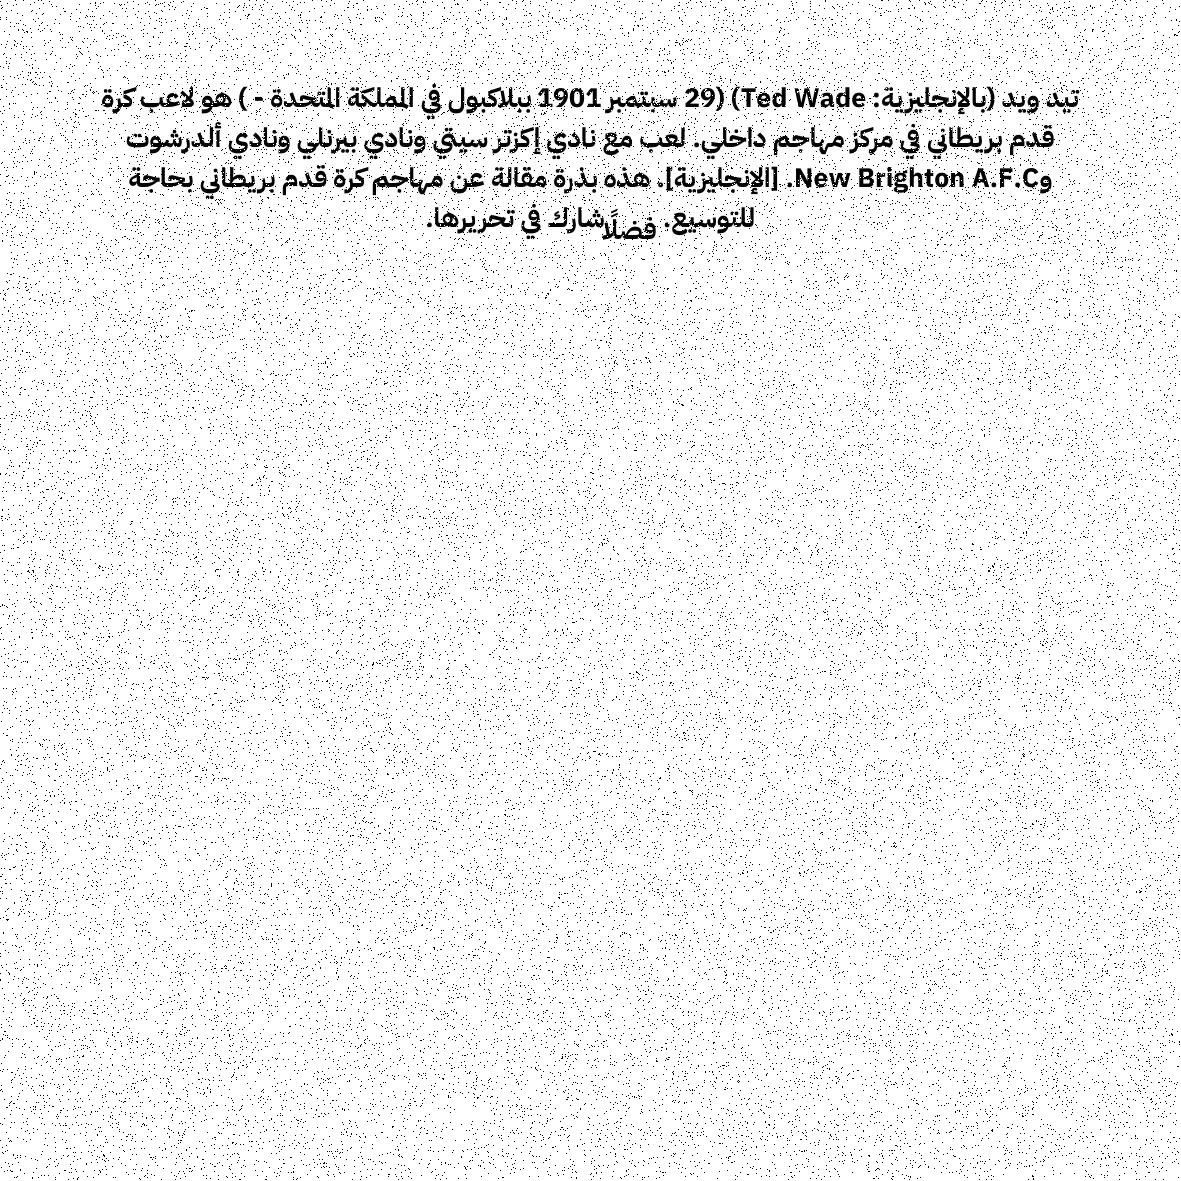 تيد ويد (بالإنجليزية: Ted Wade) (29 سبتمبر 1901 ببلاكبول في المملكة المتحدة - ) هو لاعب كرة
قدم بريطاني في مركز مهاجم داخلي. لعب مع نادي إكزتر سيتي ونادي بيرنلي ونادي ألدرشوت
وNew Brighton A.F.C. [الإنجليزية]. هذه بذرة مقالة عن مهاجم كرة قدم بريطاني بحاجة
للتوسيع. فضلًا شارك في تحريرها.